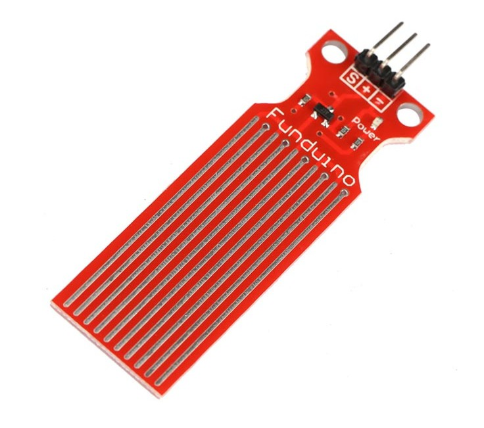 S + -
Power
Funduino